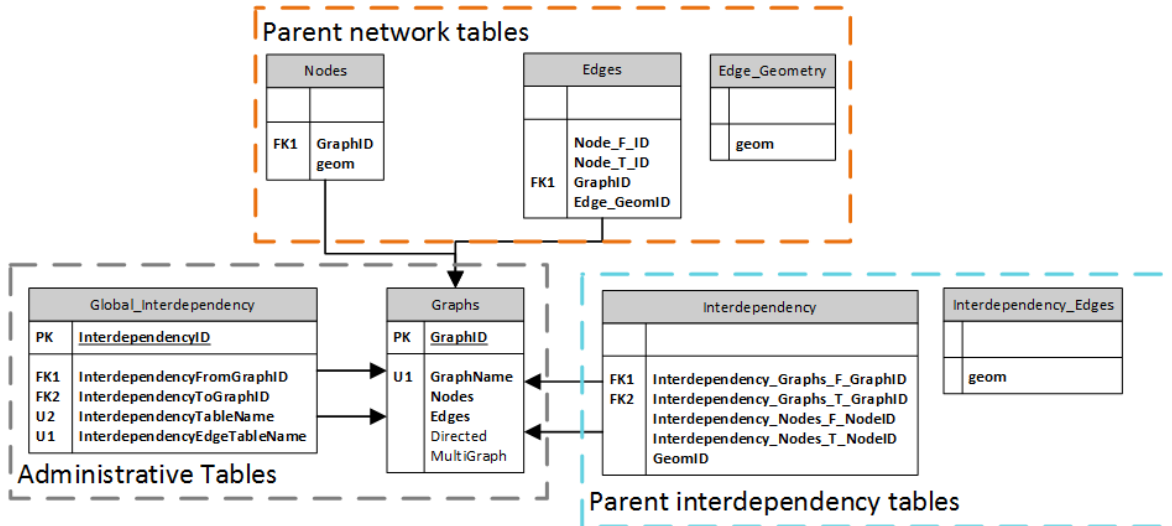 Parent network tables
Nodes
FK1 GraphID
geom
Edges
Node_F_ID
Node_T_ID
FK1 GraphID
Edge_GeomID
Edge_Geometry
geom
Global_Interdependency
PK InterdependencyID
FK1 InterdependencyFromGraphID
FK2 InterdependencyToGraphID
U2 InterdependencyTableName
U1 InterdependencyEdgeTableName
Administrative Tables
Graphs
PK GraphID
U1 GraphName
Nodes
Edges
Directed
MultiGraph
Interdependency
FK1 Interdependency_Graphs_F_GraphID
FK2 Interdependency_Graphs_T_GraphID
Interdependency_Nodes_F_NodeID
Interdependency_Nodes_T_NodeID
GeomID
Interdependency_Edges
geom
Parent interdependency tables